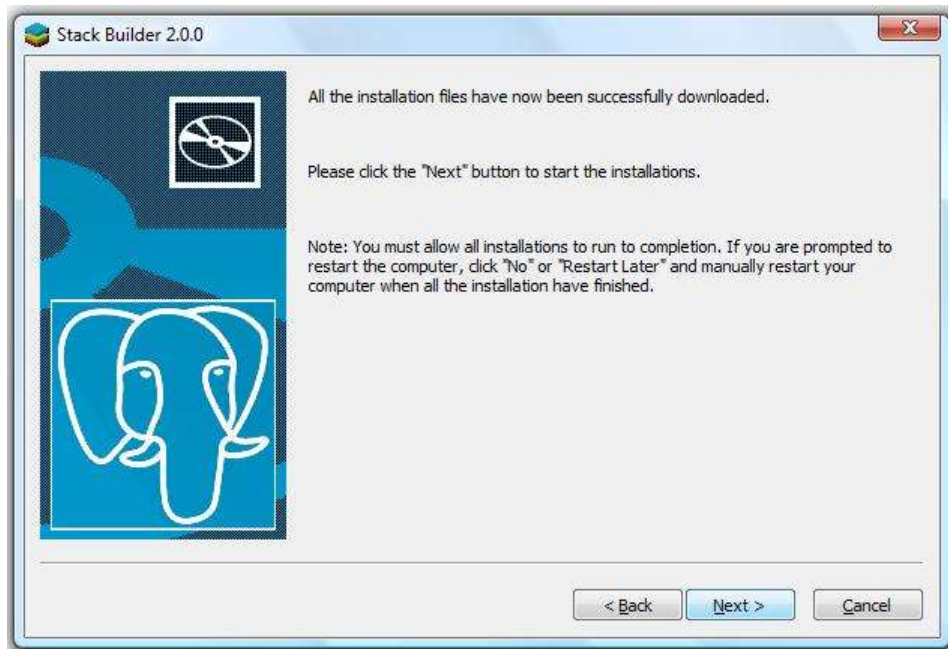 Stack Builder 2.0.0
All the installation files have now been successfully downloaded.
Please click the "Next" button to start the installations.
Note: You must allow all installations to run to completion. If you are prompted to
restart the computer, click "No" or "Restart Later" and manually restart your
computer when all the installation have finished.
< Back Next > Cancel